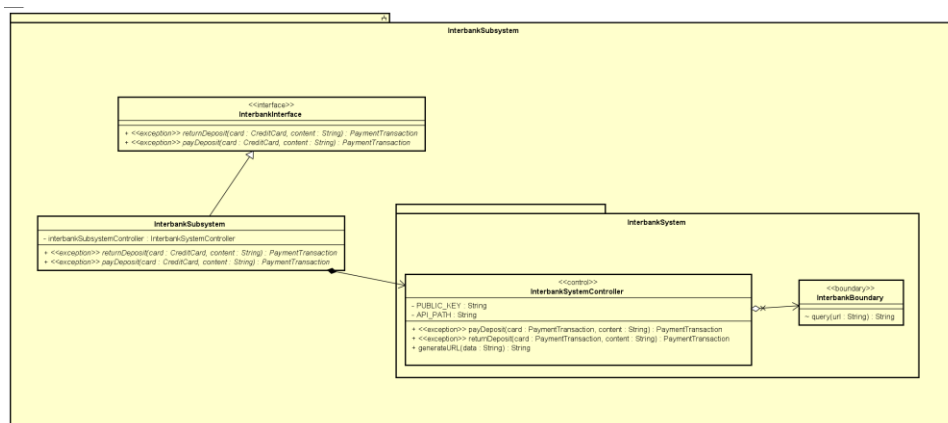 InterbankSubsystem
<<interface>>
InterbankInterface
+ <<exception>> returnDeposit(card : CreditCard, content : String) : PaymentTransaction
+ <<exception>> payDeposit(card : CreditCard, content : String) : PaymentTransaction
InterbankSubsystem
- interbankSubsystemController : InterbankSystemController
+ <<exception>> returnDeposit(card : CreditCard, content : String) : PaymentTransaction
+ <<exception>> payDeposit(card : CreditCard, content : String) : PaymentTransaction
InterbankSystem
<<control>>
InterbankSystemController
- PUBLIC_KEY : String
- API_PATH : String
+ <<exception>> payDeposit(card : PaymentTransaction, content : String) : PaymentTransaction
+ <<exception>> returnDeposit(card : PaymentTransaction, content : String) : PaymentTransaction
+ generateURL(data : String) : String
<<boundary>>
InterbankBoundary
~ query(url : String) : String